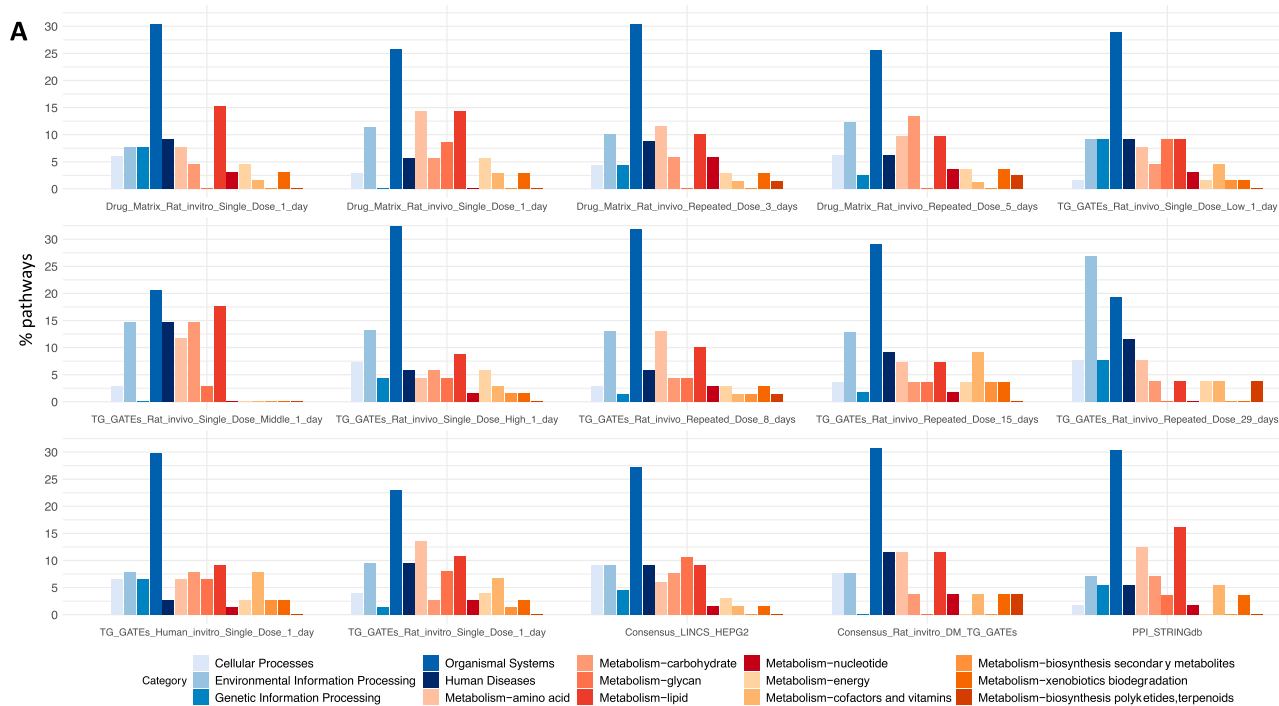 A
% pathways
30
25
20
15
10
5
0
Drug_Matrix_Rat_invitro_Single_Dose_1_day Drug_Matrix_Rat_invivo_Single_Dose_1_day Drug_Matrix_Rat_invivo_Repeated_Dose_3_days Drug_Matrix_Rat_invivo_Repeated_Dose_5_days TG_GATEs_Rat_invivo_Single_Dose_Low_1_day
30
25
20
15
10
5
0
TG_GATEs_Rat_invivo_Single_Dose_Middle_1_day TG_GATEs_Rat_invivo_Single_Dose_High_1_day TG_GATEs_Rat_invivo_Repeated_Dose_8_days TG_GATEs_Rat_invivo_Repeated_Dose_15_days TG_GATEs_Rat_invivo_Repeated_Dose_29_days
30
25
20
15
10
5
0
TG_GATEs_Human_invitro_Single_Dose_1_day TG_GATEs_Rat_invitro_Single_Dose_1_day Consensus_LINCS_HEPG2 Consensus_Rat_invitro_DM_TG_GATEs PPI_STRINGdb
Cellular Processes Organismal Systems Metabolism−carbohydrate Metabolism−nucleotide Metabolism−biosynthesis secondary metabolites
Category Environmental Information Processing Human Diseases Metabolism−glycan Metabolism−energy Metabolism−xenobiotics biodegradation
Genetic Information Processing Metabolism−amino acid Metabolism−lipid Metabolism−cofactors and vitamins Metabolism−biosynthesis polyketides,terpenoids